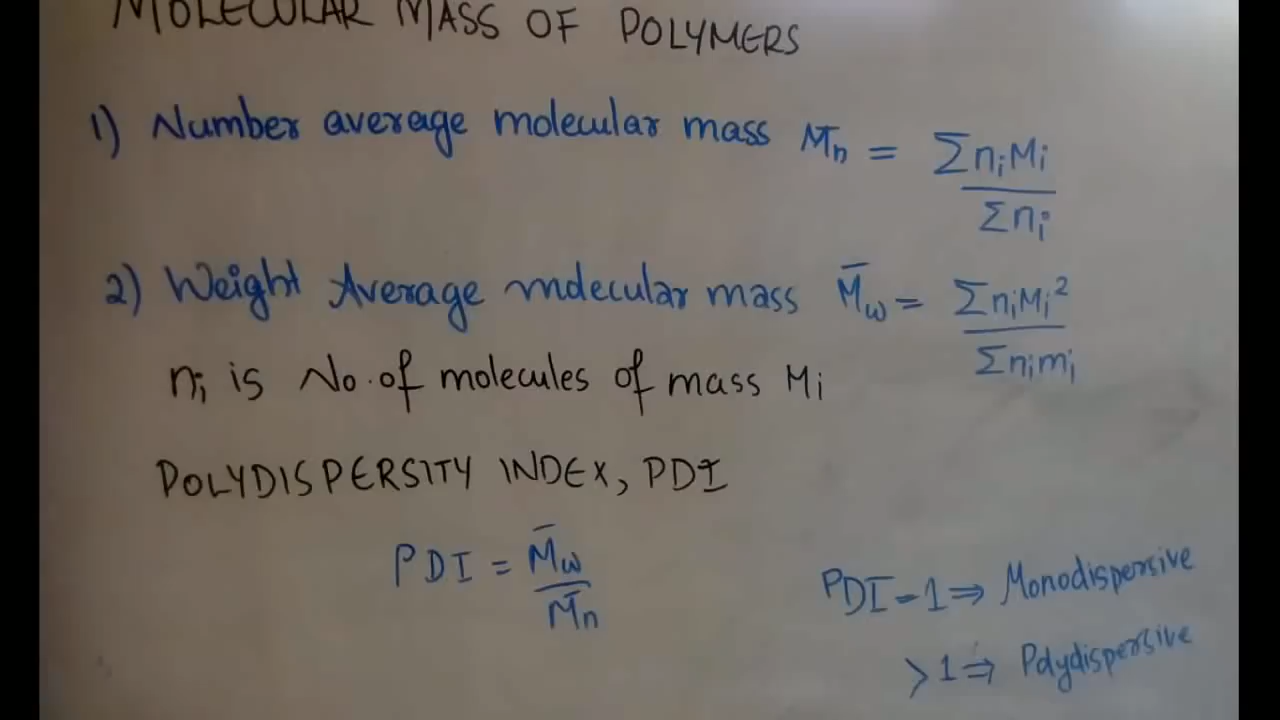 MOLECULAR MASS OF POLYMERS
1) Number average molecular mass M̄n = ΣniMi / Σni
2) Weight Average molecular mass M̄w = ΣniMi² / Σnimi
ni is No. of molecules of mass Mi
POLYDISPERSITY INDEX, PDI
PDI = M̄w / M̄n
PDI = 1 ⇒ Monodispersive
> 1 ⇒ Polydispersive